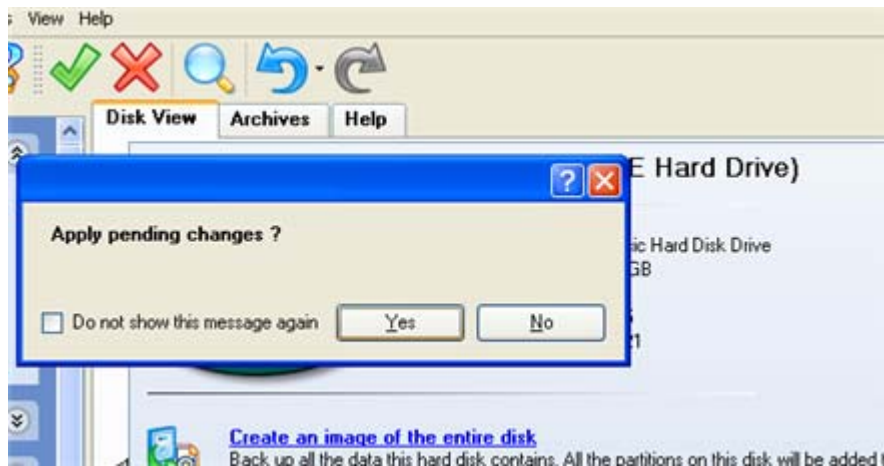 View Help
Disk View Archives Help
E Hard Drive)
Apply pending changes ?
ic Hard Disk Drive
GB
Do not show this message again Yes No
Create an image of the entire disk
Back up all the data this hard disk contains. All the partitions on this disk will be added